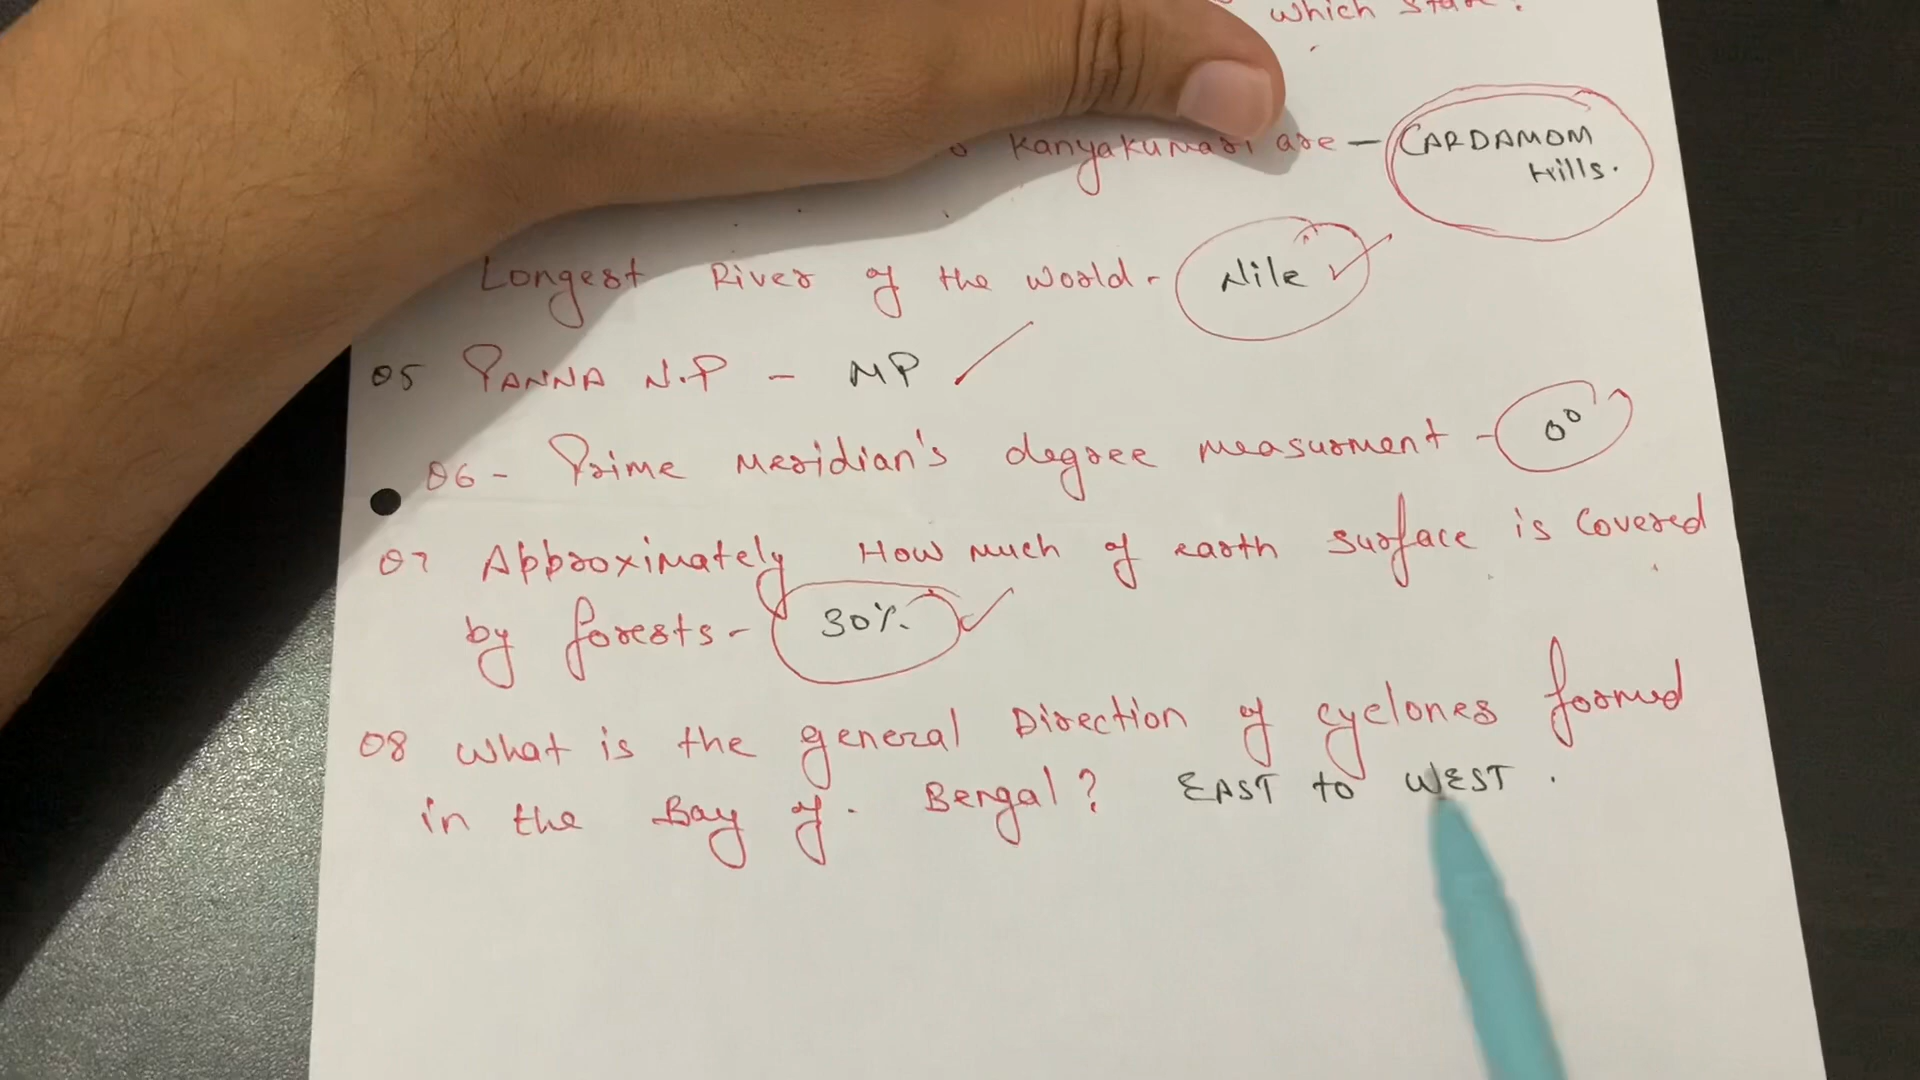 which state?
Kanyakumari are - CARDAMOM
Hills.
Longest River of the world - Nile
05 PANNA N.P - MP
06 - Prime Meridian's degree measurment - 0°
07 Approximately How much of earth surface is covered
by forests - 30%
08 what is the general Direction of cyclones formed
in the Bay of. Bengal? EAST to WEST.